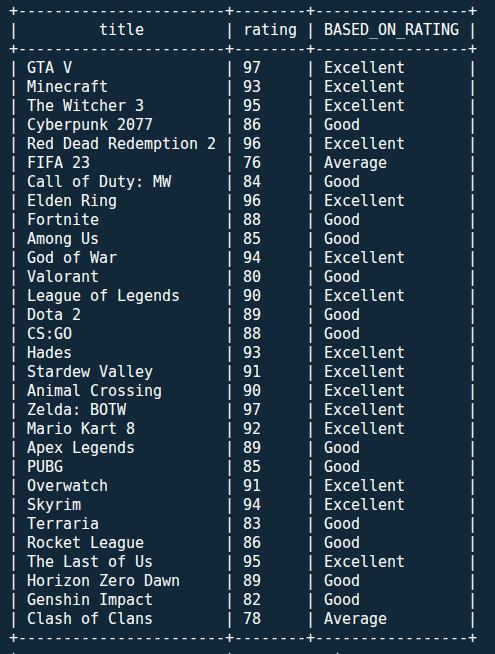 +-----------------------+--------+-----------------+
|         title         | rating | BASED_ON_RATING |
+-----------------------+--------+-----------------+
| GTA V                 | 97     | Excellent       |
| Minecraft             | 93     | Excellent       |
| The Witcher 3         | 95     | Excellent       |
| Cyberpunk 2077        | 86     | Good            |
| Red Dead Redemption 2 | 96     | Excellent       |
| FIFA 23               | 76     | Average         |
| Call of Duty: MW      | 84     | Good            |
| Elden Ring            | 96     | Excellent       |
| Fortnite              | 88     | Good            |
| Among Us              | 85     | Good            |
| God of War            | 94     | Excellent       |
| Valorant              | 80     | Good            |
| League of Legends     | 90     | Excellent       |
| Dota 2                | 89     | Good            |
| CS:GO                 | 88     | Good            |
| Hades                 | 93     | Excellent       |
| Stardew Valley        | 91     | Excellent       |
| Animal Crossing       | 90     | Excellent       |
| Zelda: BOTW           | 97     | Excellent       |
| Mario Kart 8          | 92     | Excellent       |
| Apex Legends          | 89     | Good            |
| PUBG                  | 85     | Good            |
| Overwatch             | 91     | Excellent       |
| Skyrim                | 94     | Excellent       |
| Terraria              | 83     | Good            |
| Rocket League         | 86     | Good            |
| The Last of Us        | 95     | Excellent       |
| Horizon Zero Dawn     | 89     | Good            |
| Genshin Impact        | 82     | Good            |
| Clash of Clans        | 78     | Average         |
+-----------------------+--------+-----------------+